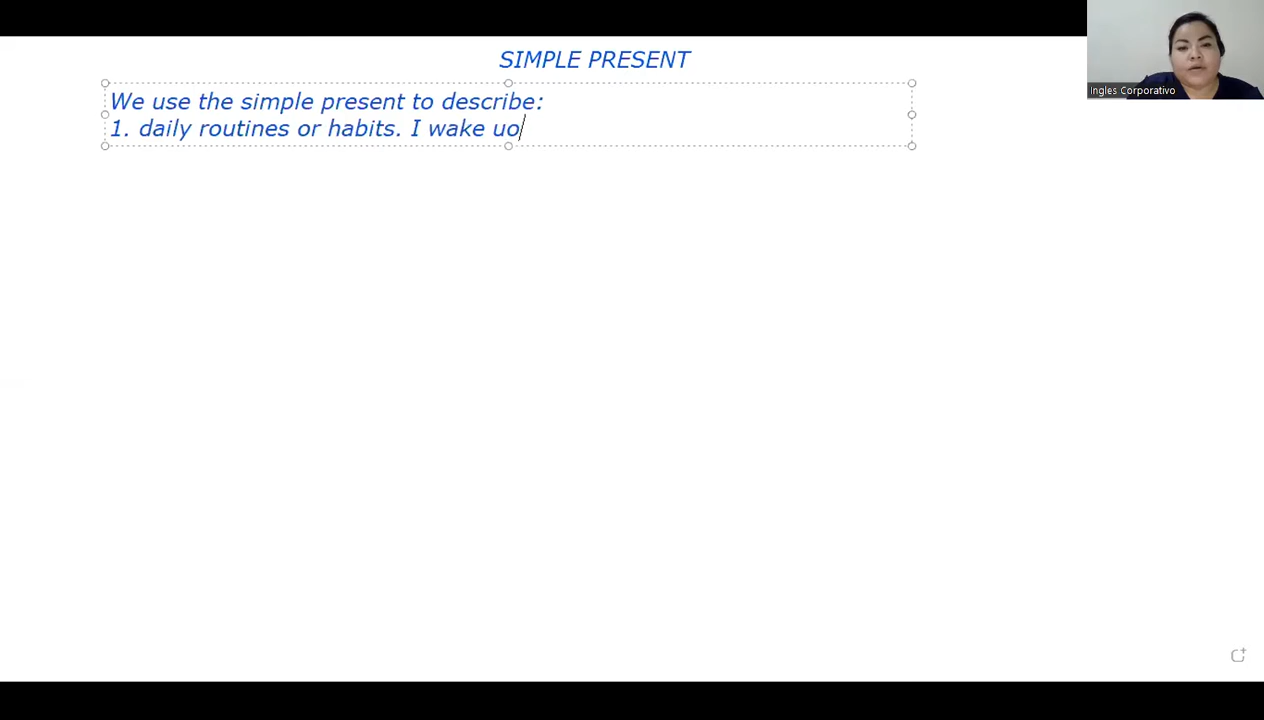 SIMPLE PRESENT
We use the simple present to describe:
1. daily routines or habits. I wake uo
Ingles Corporativo